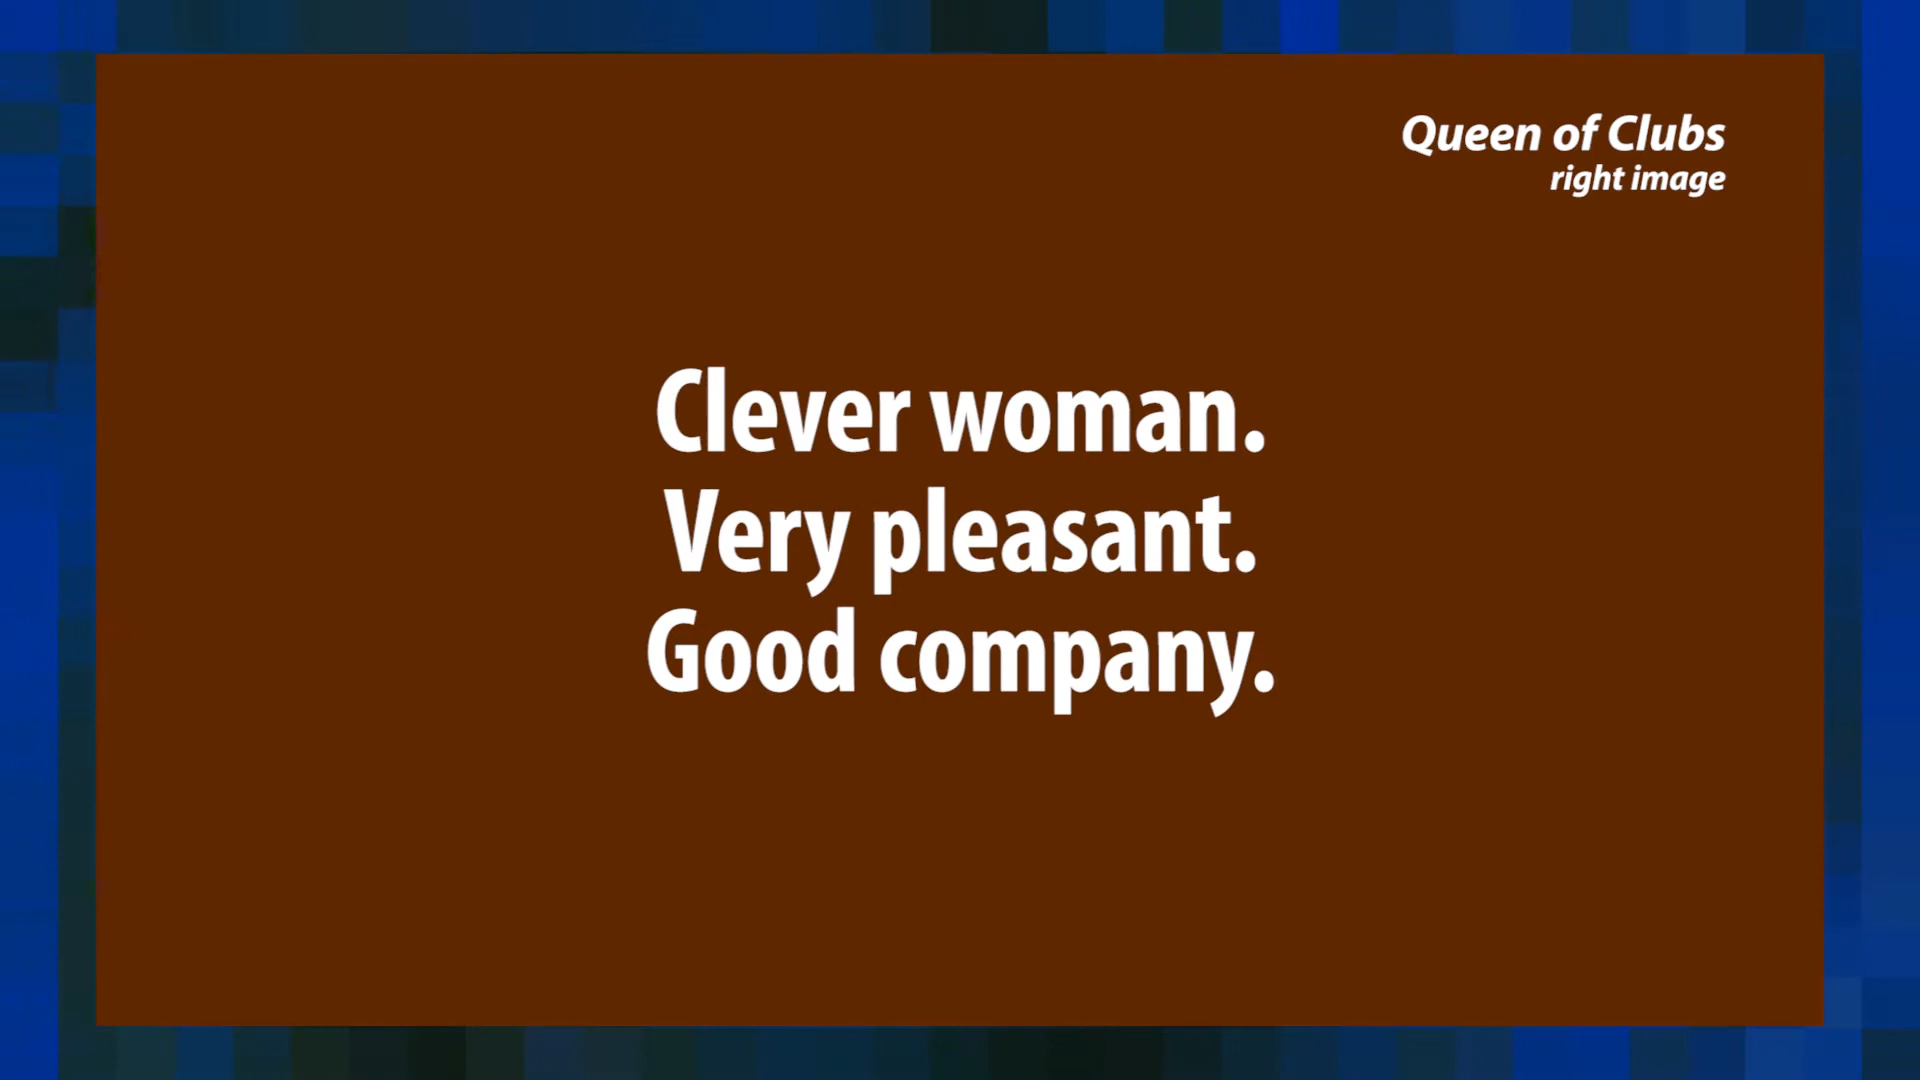 Queen of Clubs
right image
Clever woman.
Very pleasant.
Good company.